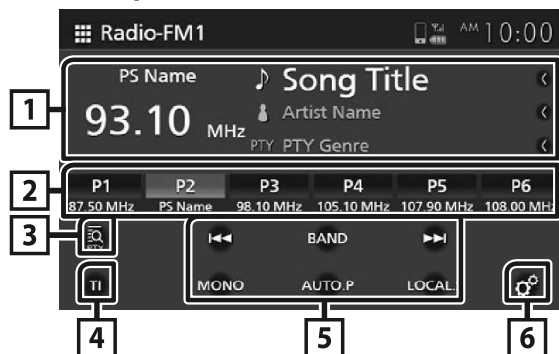 Radio-FM1 AM 10:00
PS Name Song Title
1 93.10 MHz Artist Name
PTY PTY Genre
2 P1 P2 P3 P4 P5 P6
87.50 MHz PS Name 98.10 MHz 105.10 MHz 107.90 MHz 108.00 MHz
3 PTY BAND
TI MONO AUTO.P LOCAL.
4 5 6